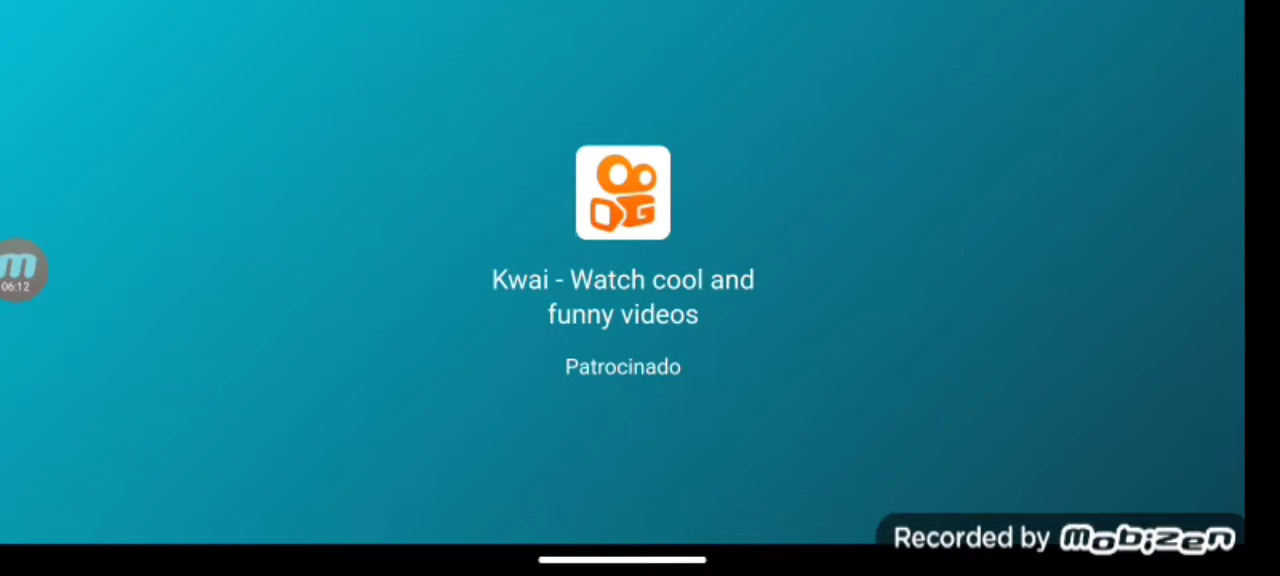 m
06:12
Kwai - Watch cool and
funny videos
Patrocinado
Recorded by mobizen